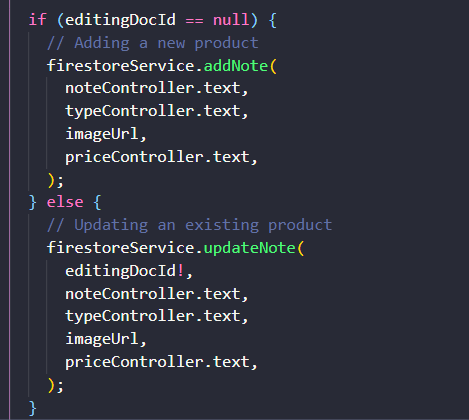 if (editingDocId == null) {
// Adding a new product
firestoreService.addNote(
noteController.text,
typeController.text,
imageUrl,
priceController.text,
);
} else {
// Updating an existing product
firestoreService.updateNote(
editingDocId!,
noteController.text,
typeController.text,
imageUrl,
priceController.text,
);
}